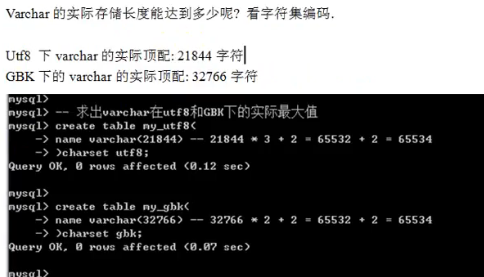 Varchar 的实际存储长度能达到多少呢? 看字符集编码.
Utf8 下 varchar 的实际顶配: 21844 字符
GBK 下的 varchar 的实际顶配: 32766 字符
mysql>
mysql> -- 求出varchar在utf8和GBK下的实际最大值
mysql> create table my_utf8(
-> name varchar(21844) -- 21844 * 3 + 2 = 65532 + 2 = 65534
-> )charset utf8;
Query OK, 0 rows affected (0.12 sec)
mysql>
mysql> create table my_gbk(
-> name varchar(32766) -- 32766 * 2 + 2 = 65532 + 2 = 65534
-> )charset gbk;
Query OK, 0 rows affected (0.07 sec)
mysql>